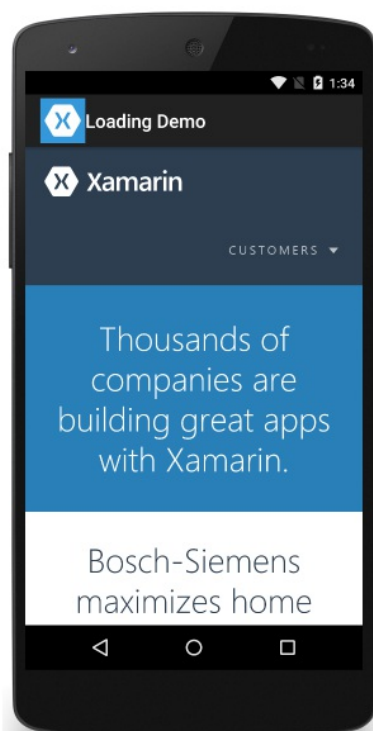 1:34
Loading Demo
Xamarin
CUSTOMERS
Thousands of
companies are
building great apps
with Xamarin.
Bosch-Siemens
maximizes home